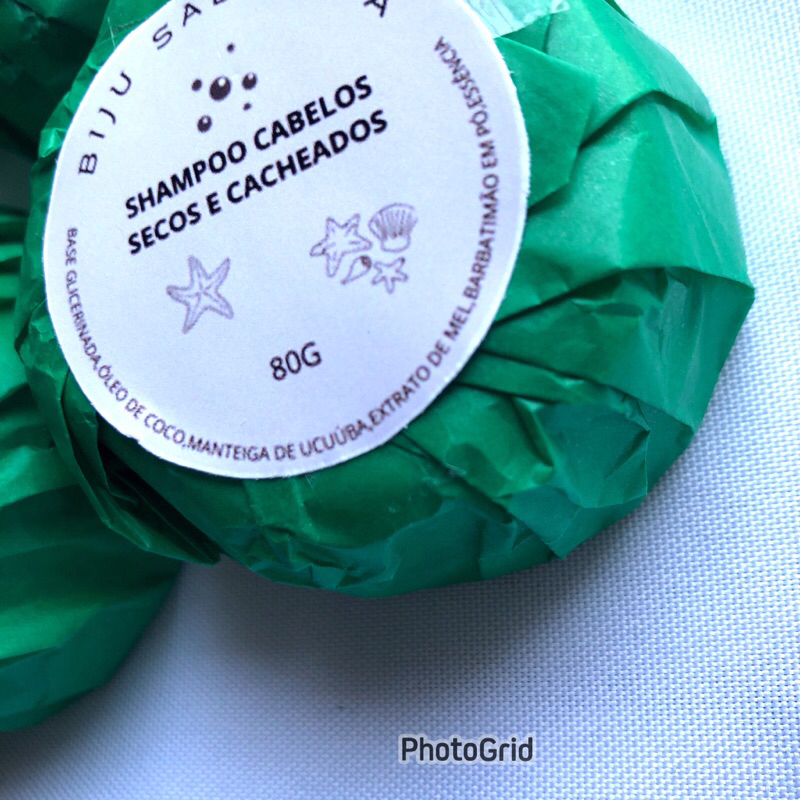 BIJU
SHAMPOO CABELOS
SECOS E CACHEADOS
80G
BASE GLICERINADA,ÓLEO DE COCO,MANTEIGA DE UCUÚBA,EXTRATO DE MEL,BARBATIMÃO EM PÓ,ESSÊNCIA
PhotoGrid